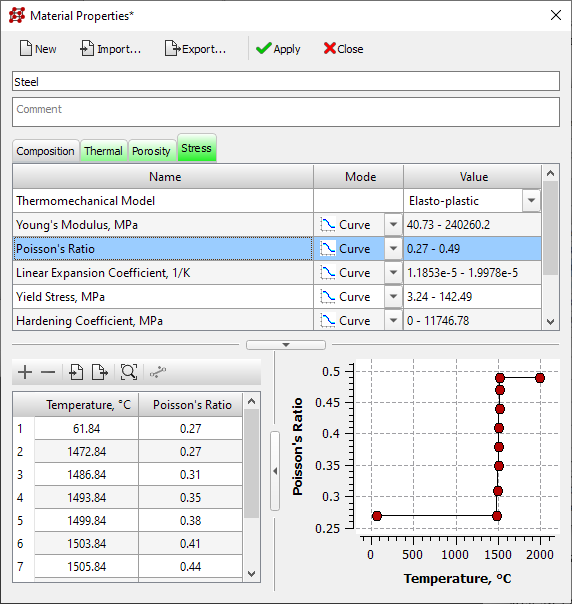 Material Properties*
New Import... Export... Apply Close
Steel
Comment
Composition Thermal Porosity Stress
Name Mode Value
Thermomechanical Model Elasto-plastic
Young's Modulus, MPa Curve 40.73 - 240260.2
Poisson's Ratio Curve 0.27 - 0.49
Linear Expansion Coefficient, 1/K Curve 1.1853e-5 - 1.9978e-5
Yield Stress, MPa Curve 3.24 - 142.49
Hardening Coefficient, MPa Curve 0 - 11746.78
Temperature, °C Poisson's Ratio
1 61.84 0.27
2 1472.84 0.27
3 1486.84 0.31
4 1493.84 0.35
5 1499.84 0.38
6 1503.84 0.41
7 1505.84 0.44
Poisson's Ratio
0.5
0.45
0.4
0.35
0.3
0.25
0 500 1000 1500 2000
Temperature, °C